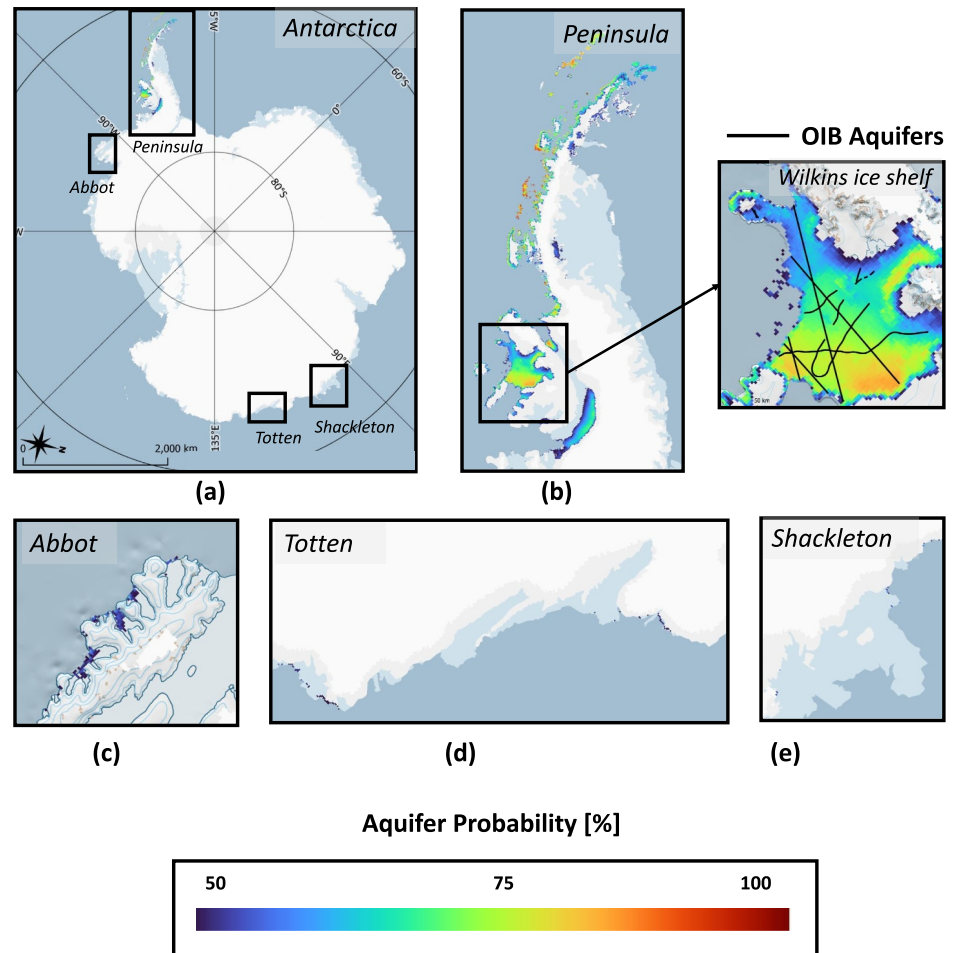 Antarctica
5°W
60°S
0°
90°W
Peninsula
Abbot
80°S
N
90°E
Totten
Shackleton
135°E
N
0
2,000 km
(a)
Peninsula
(b)
OIB Aquifers
Wilkins ice shelf
50 km
Abbot
(c)
Totten
(d)
Shackleton
(e)
Aquifer Probability [%]
50
75
100